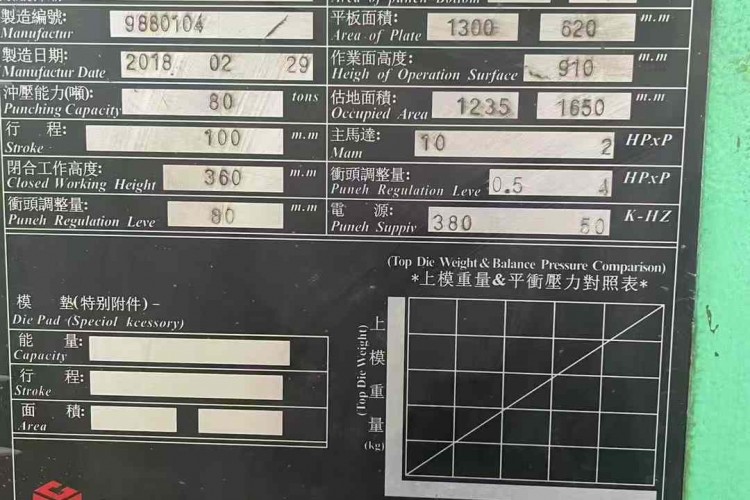 製造編號: 9880104 平板面積: 1300 620 m.m
Manufactur Area of Plate
製造日期: 2018 02 29 作業面高度: 910 m.m
Manufactur Date Heigh of Operation Surface
沖壓能力(噸): 80 tons 估地面積: 1235 1650 m.m
Punching Capacity Occupied Area
行 程: 100 m.m 主馬達: 10 2 HPxP
Stroke Mam
閉合工作高度: 360 m.m 衝頭調整量: 0.5 4 HPxP
Closed Working Height Puneh Regulation Leve
衝頭調整量: 80 m.m 電 源: 380 50 K-HZ
Puneh Regulation Leve Puneh Suppiv
(Top Die Weight & Balance Pressure Comparison)
*上模重量&平衡壓力對照表*
模 墊(特别附件) -
Die Pad (Speciol kcessory)
能 量:
Capacity
行 程:
Stroke
面 積:
Area
上模重量
(Top Die Weight)
(kg)